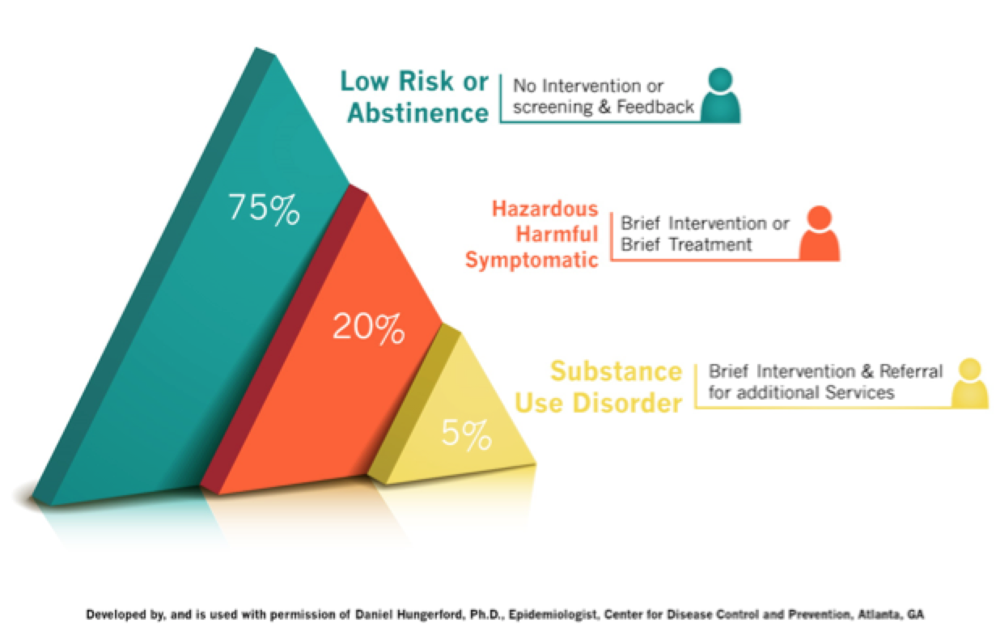 Low Risk or
Abstinence
No Intervention or
screening & Feedback
75%
Hazardous
Harmful
Symptomatic
Brief Intervention or
Brief Treatment
20%
Substance
Use Disorder
Brief Intervention & Referral
for additional Services
5%
Developed by, and is used with permission of Daniel Hungerford, Ph.D., Epidemiologist, Center for Disease Control and Prevention, Atlanta, GA